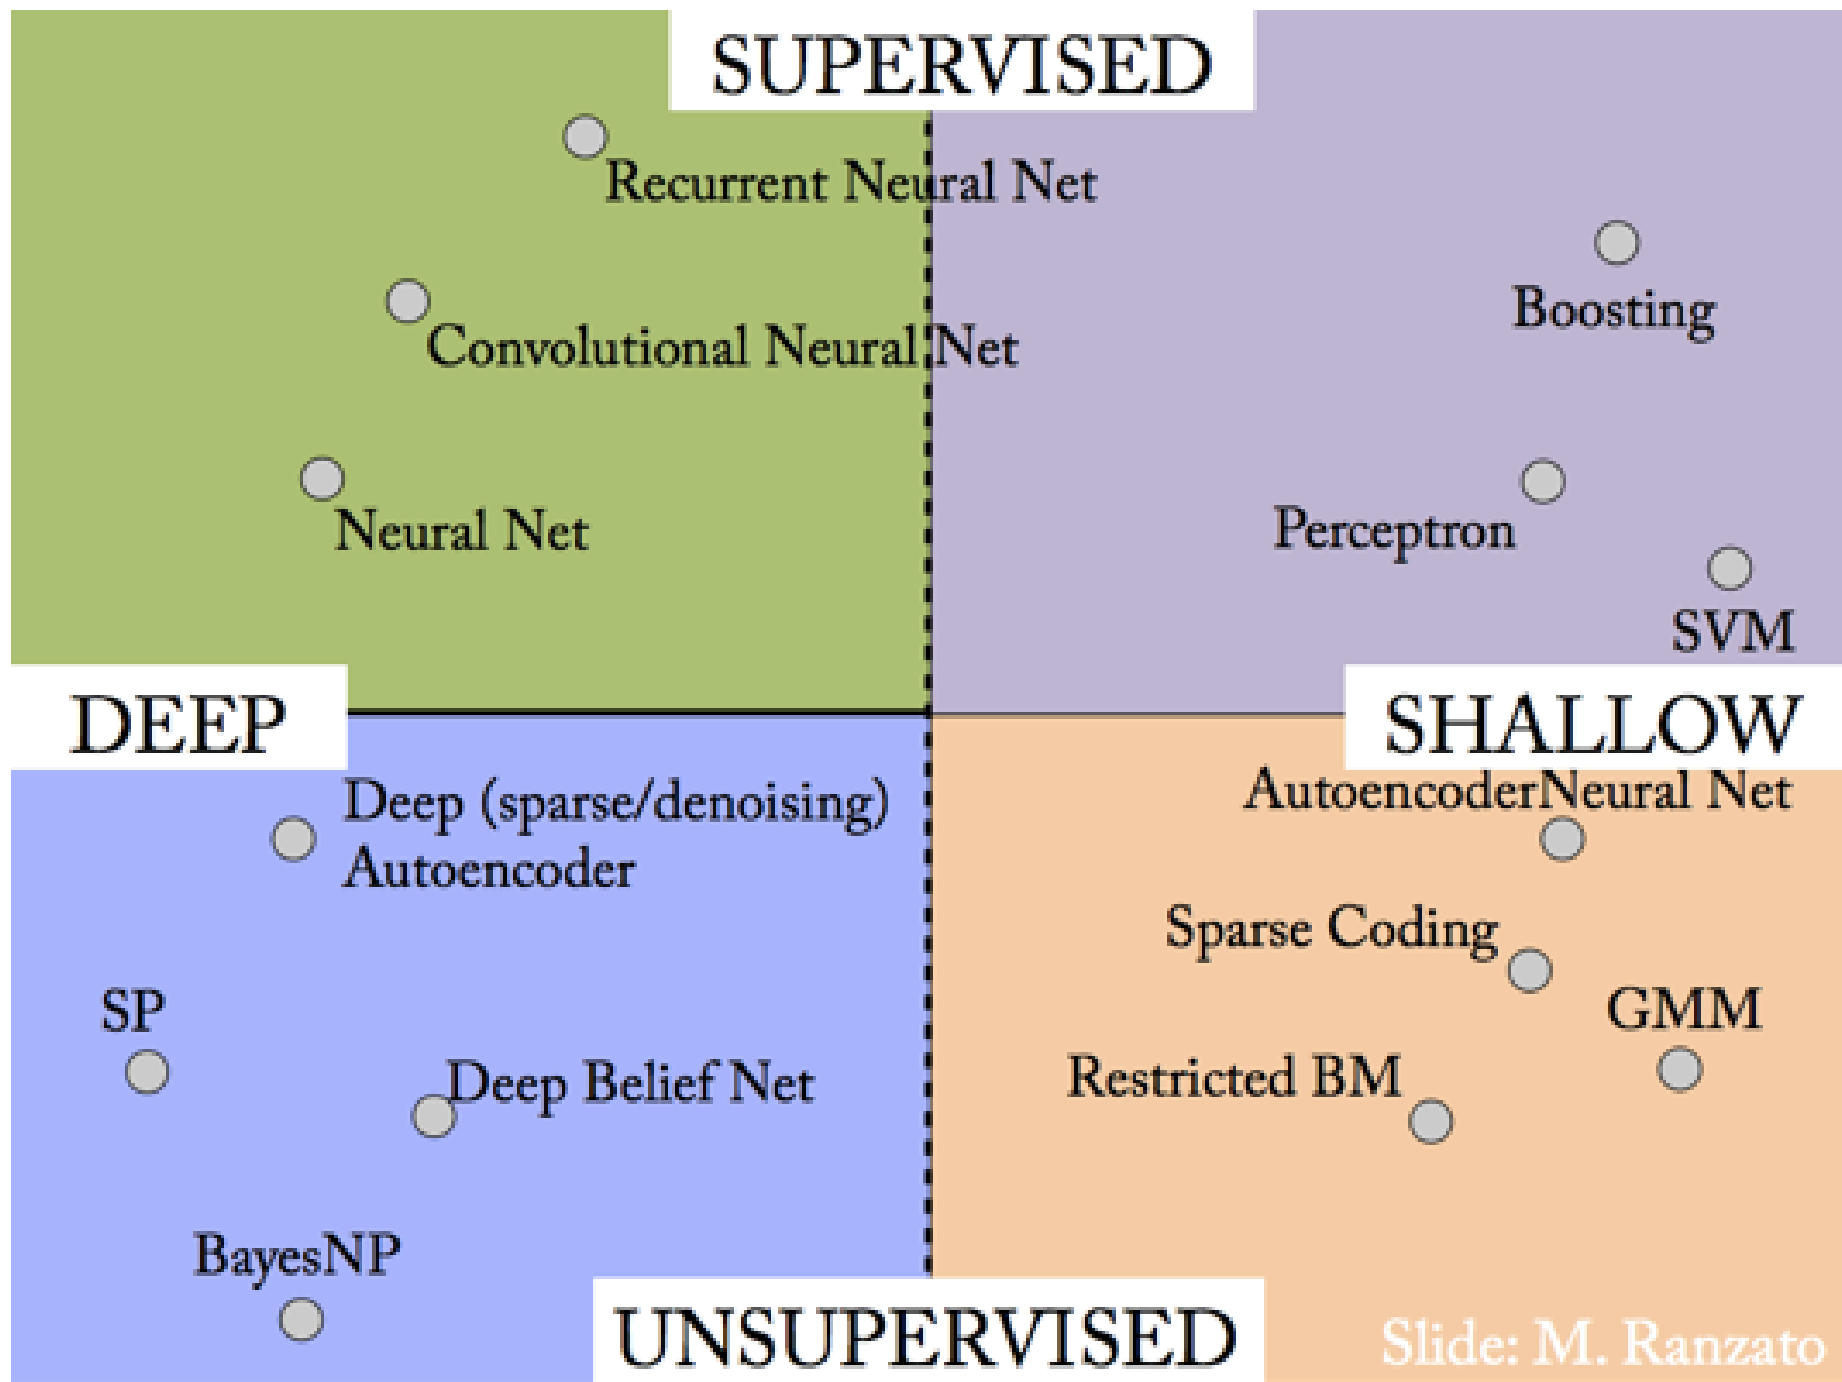 SUPERVISED
Recurrent Neural Net
Boosting
Convolutional Neural Net
Perceptron
Neural Net
SVM
DEEP
SHALLOW
Deep (sparse/denoising)
Autoencoder
AutoencoderNeural Net
Sparse Coding
SP
GMM
Deep Belief Net
Restricted BM
BayesNP
UNSUPERVISED
Slide: M. Ranzato